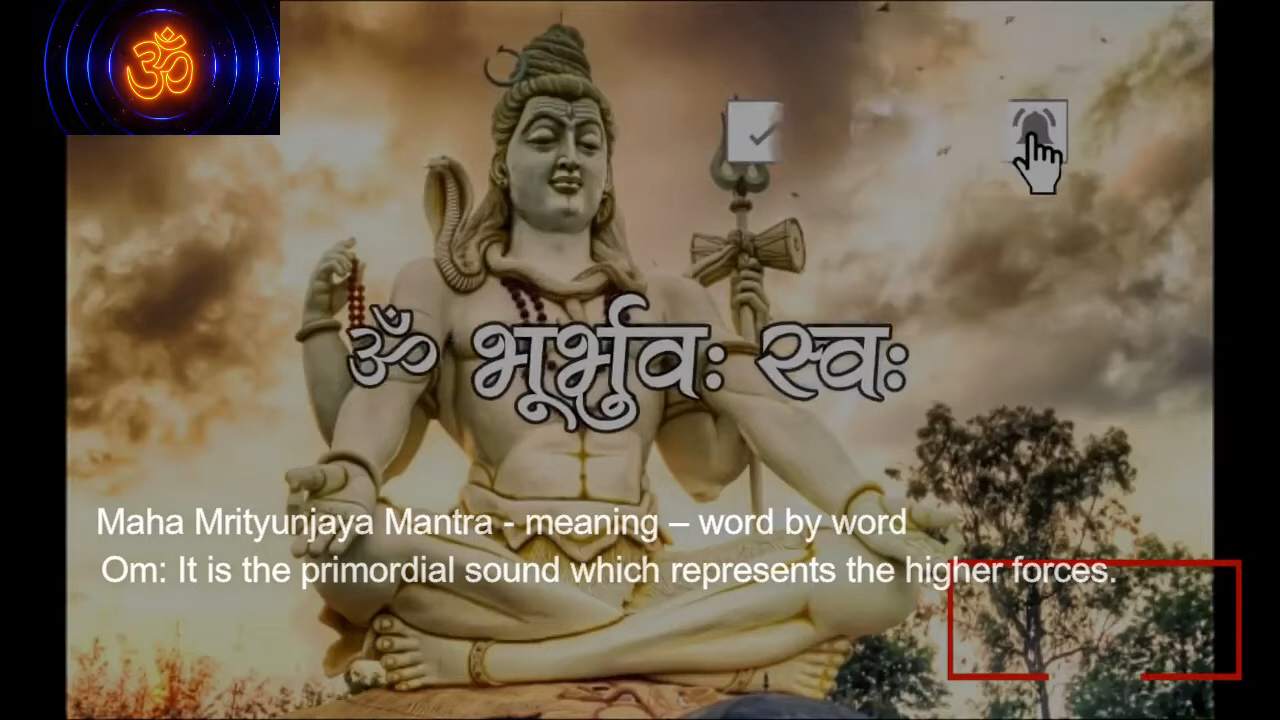 ॐ
ॐ भूर्भुवः स्वः
Maha Mrityunjaya Mantra - meaning – word by word
Om: It is the primordial sound which represents the higher forces.